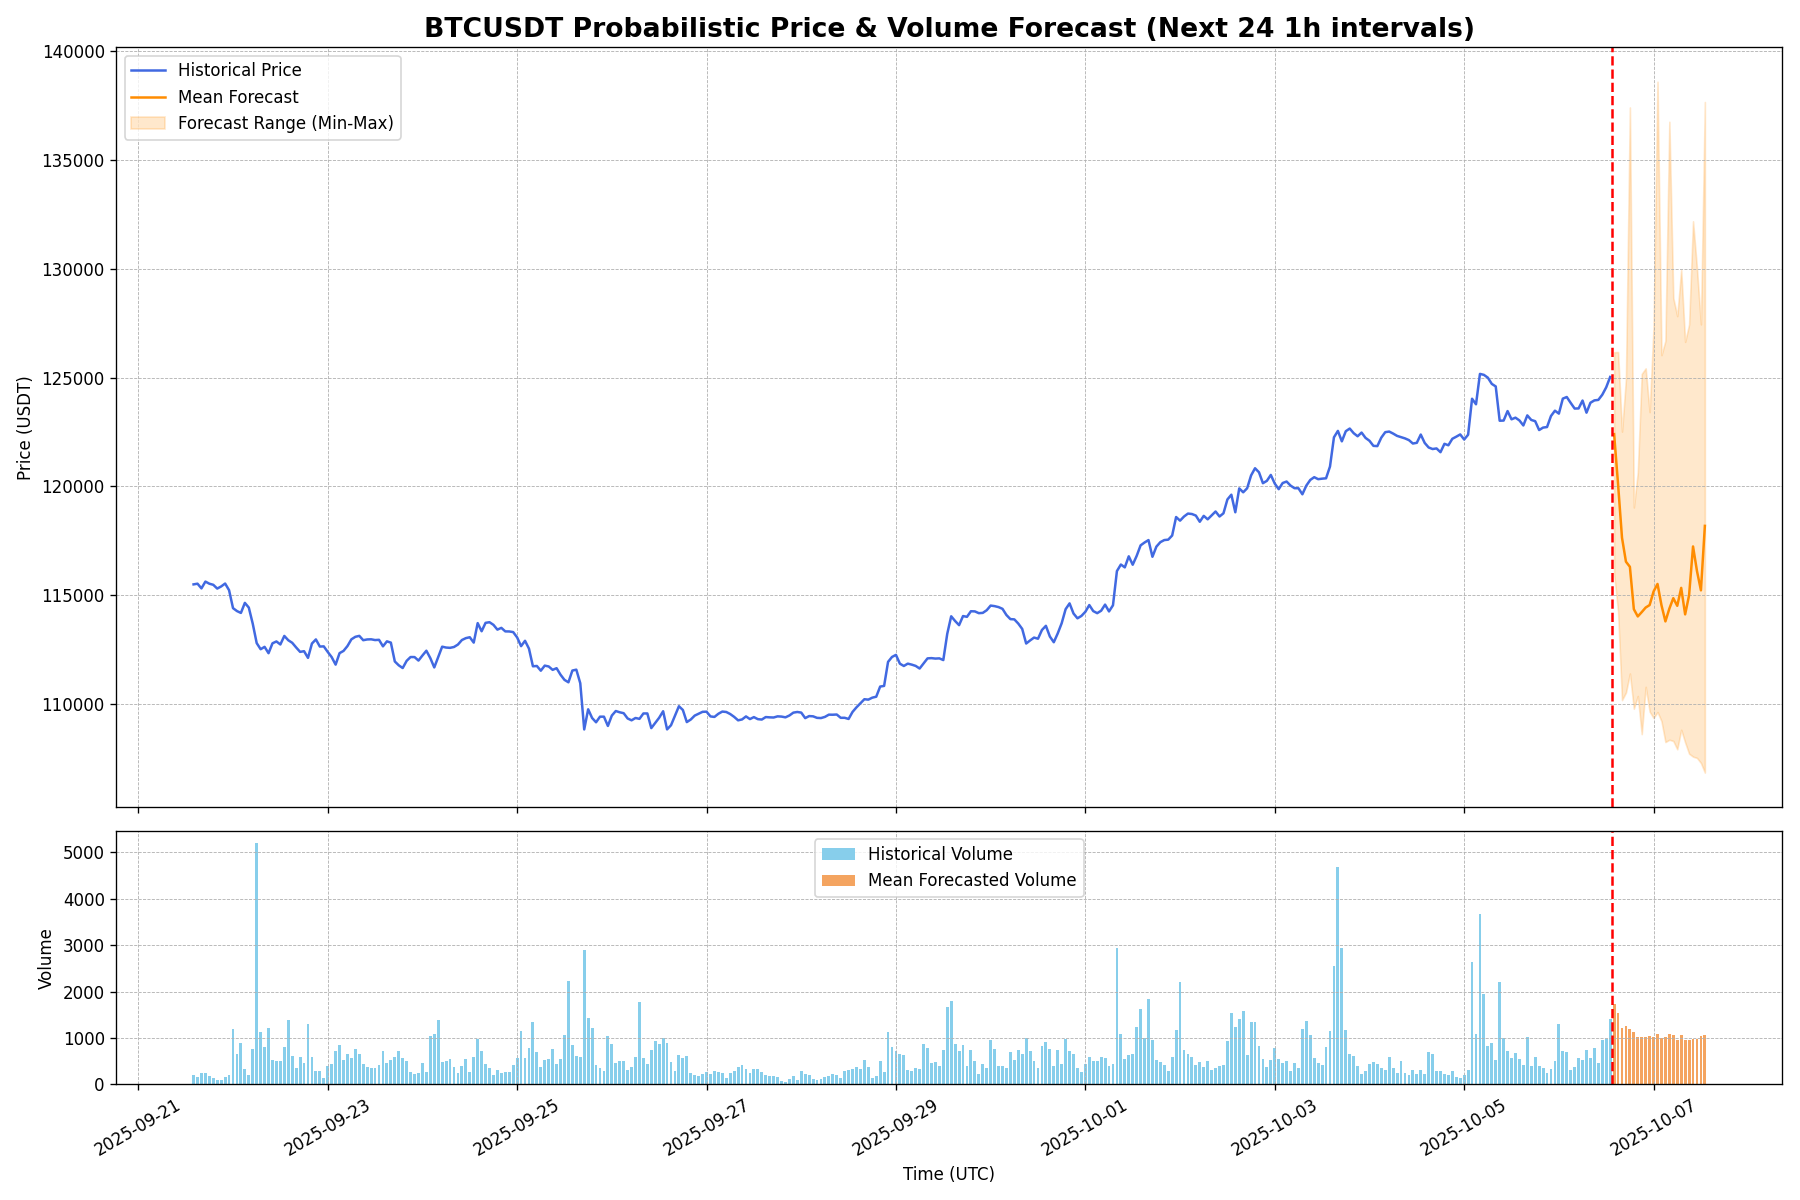 BTCUSDT Probabilistic Price & Volume Forecast (Next 24 1h intervals)
140000
135000
130000
125000
120000
115000
110000
Price (USDT)
Historical Price
Mean Forecast
Forecast Range (Min-Max)
5000
4000
3000
2000
1000
0
Volume
Historical Volume
Mean Forecasted Volume
2025-09-21
2025-09-23
2025-09-25
2025-09-27
2025-09-29
2025-10-01
2025-10-03
2025-10-05
2025-10-07
Time (UTC)